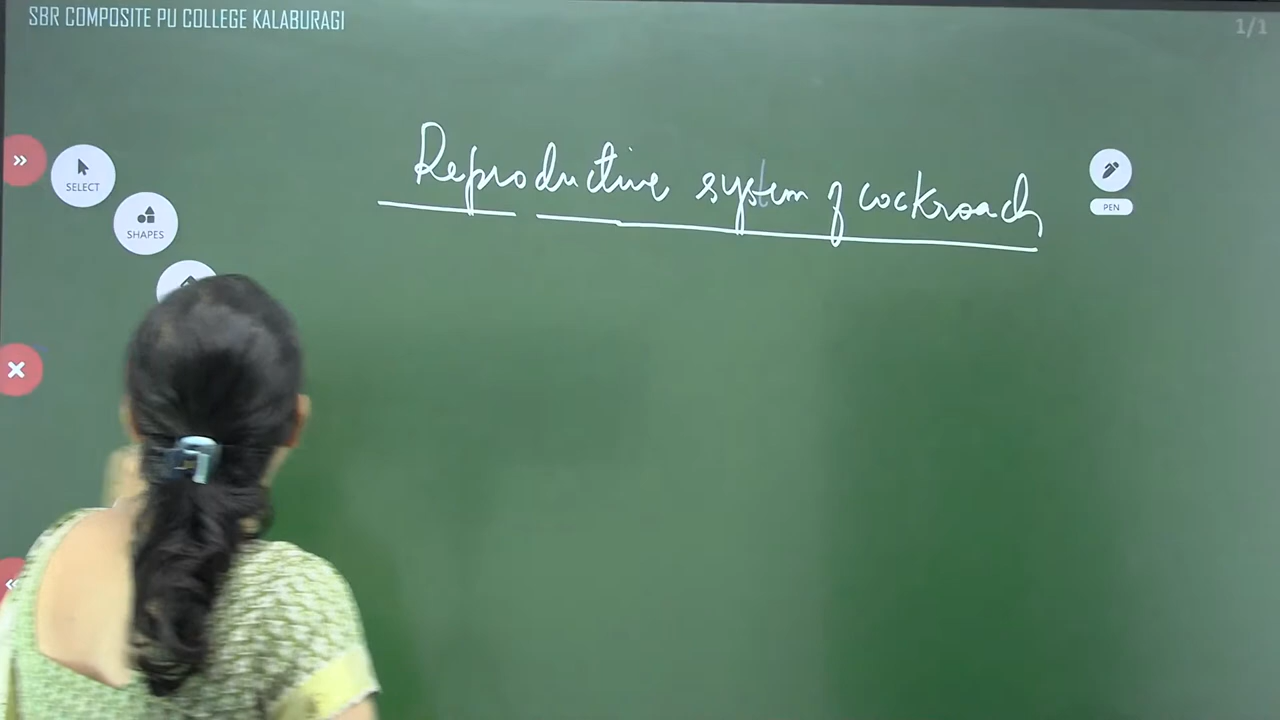 SBR COMPOSITE PU COLLEGE KALABURAGI
1/1
Reproductive system of cockroach
SELECT
PEN
SHAPES